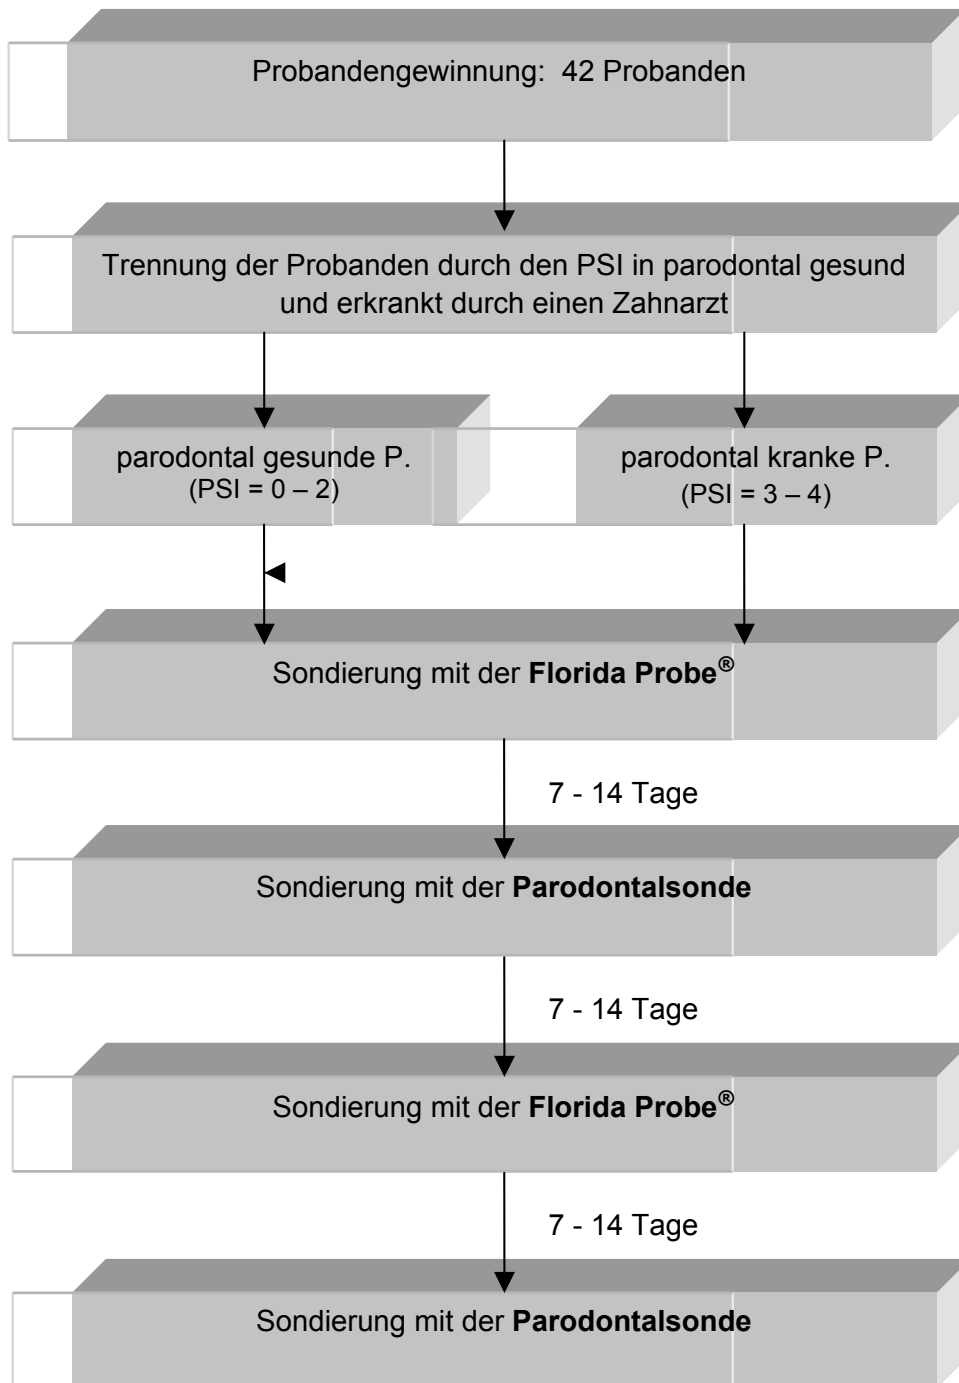 Probandengewinnung: 42 Probanden
Trennung der Probanden durch den PSI in parodontal gesund
und erkrankt durch einen Zahnarzt
parodontal gesunde P.
(PSI = 0 – 2)
parodontal kranke P.
(PSI = 3 – 4)
Sondierung mit der Florida Probe®
7 - 14 Tage
Sondierung mit der Parodontalsonde
7 - 14 Tage
Sondierung mit der Florida Probe®
7 - 14 Tage
Sondierung mit der Parodontalsonde